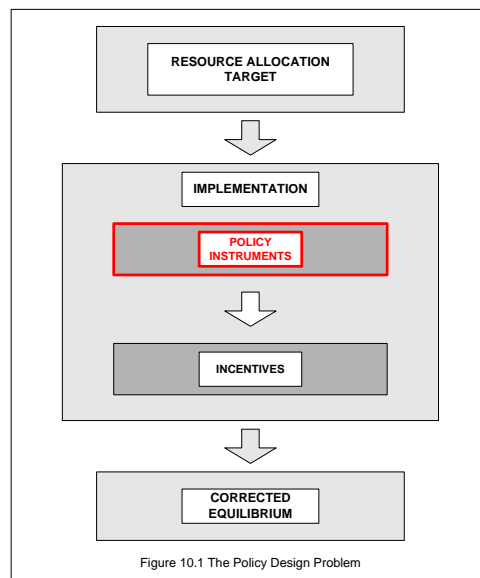 RESOURCE ALLOCATION
TARGET
IMPLEMENTATION
POLICY
INSTRUMENTS
INCENTIVES
CORRECTED
EQUILIBRIUM
Figure 10.1 The Policy Design Problem